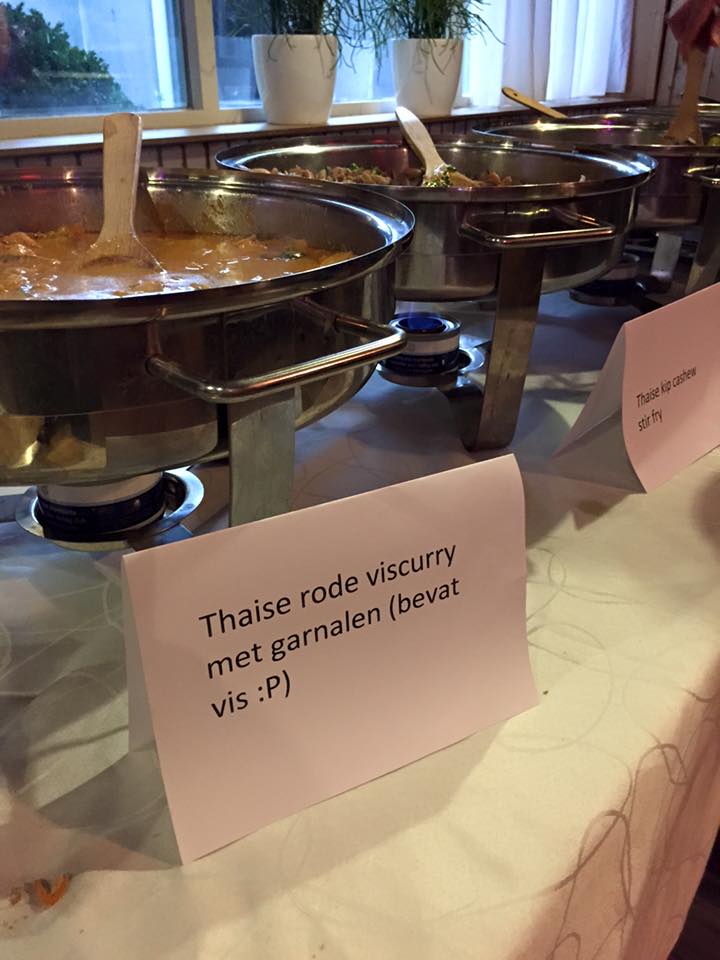 Thaise rode viscurry
met garnalen (bevat
vis :P)
Thaise kip cashew
stir fry